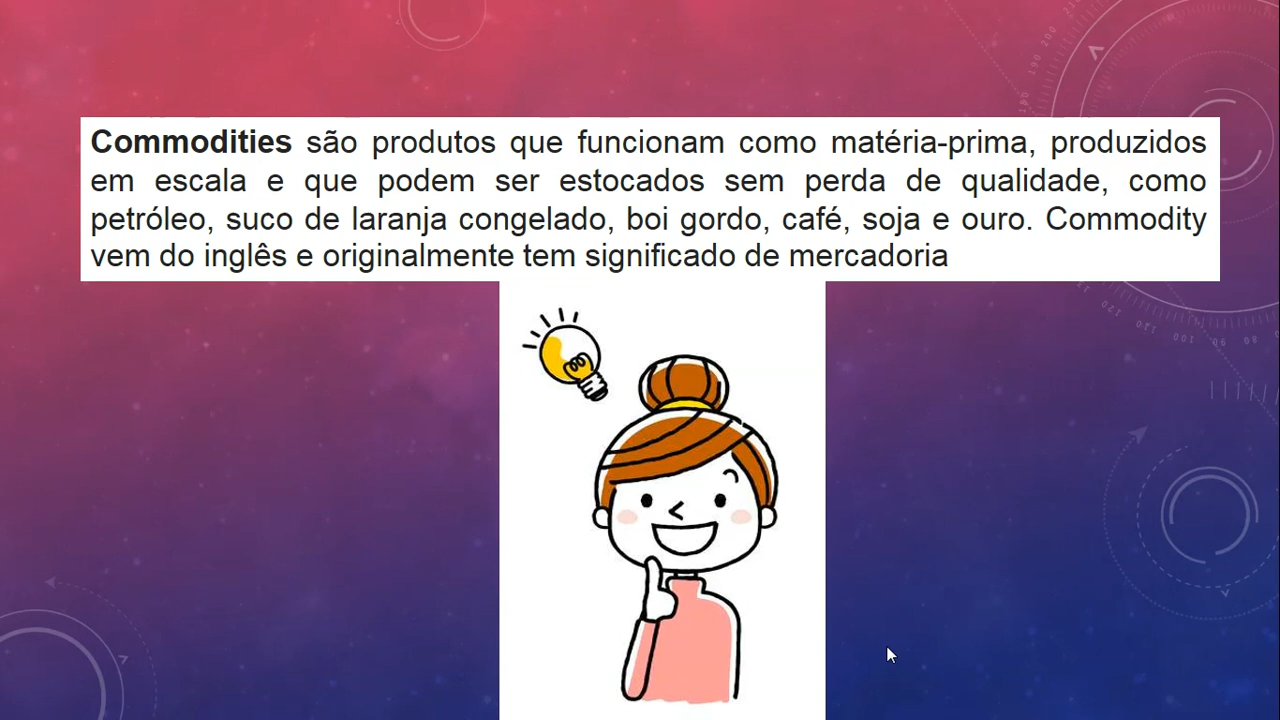 Commodities são produtos que funcionam como matéria-prima, produzidos
em escala e que podem ser estocados sem perda de qualidade, como
petróleo, suco de laranja congelado, boi gordo, café, soja e ouro. Commodity
vem do inglês e originalmente tem significado de mercadoria